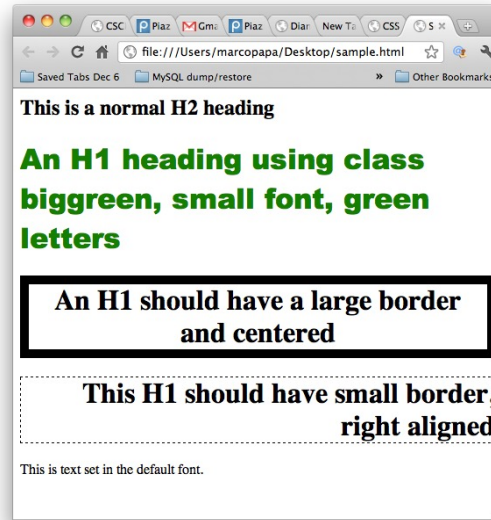 CSC Piaz Gma Piaz Diar New Ta CSS S ×
file:///Users/marcopapa/Desktop/sample.html
Saved Tabs Dec 6 MySQL dump/restore » Other Bookmarks
This is a normal H2 heading
An H1 heading using class
biggreen, small font, green
letters
An H1 should have a large border
and centered
This H1 should have small border,
right aligned
This is text set in the default font.